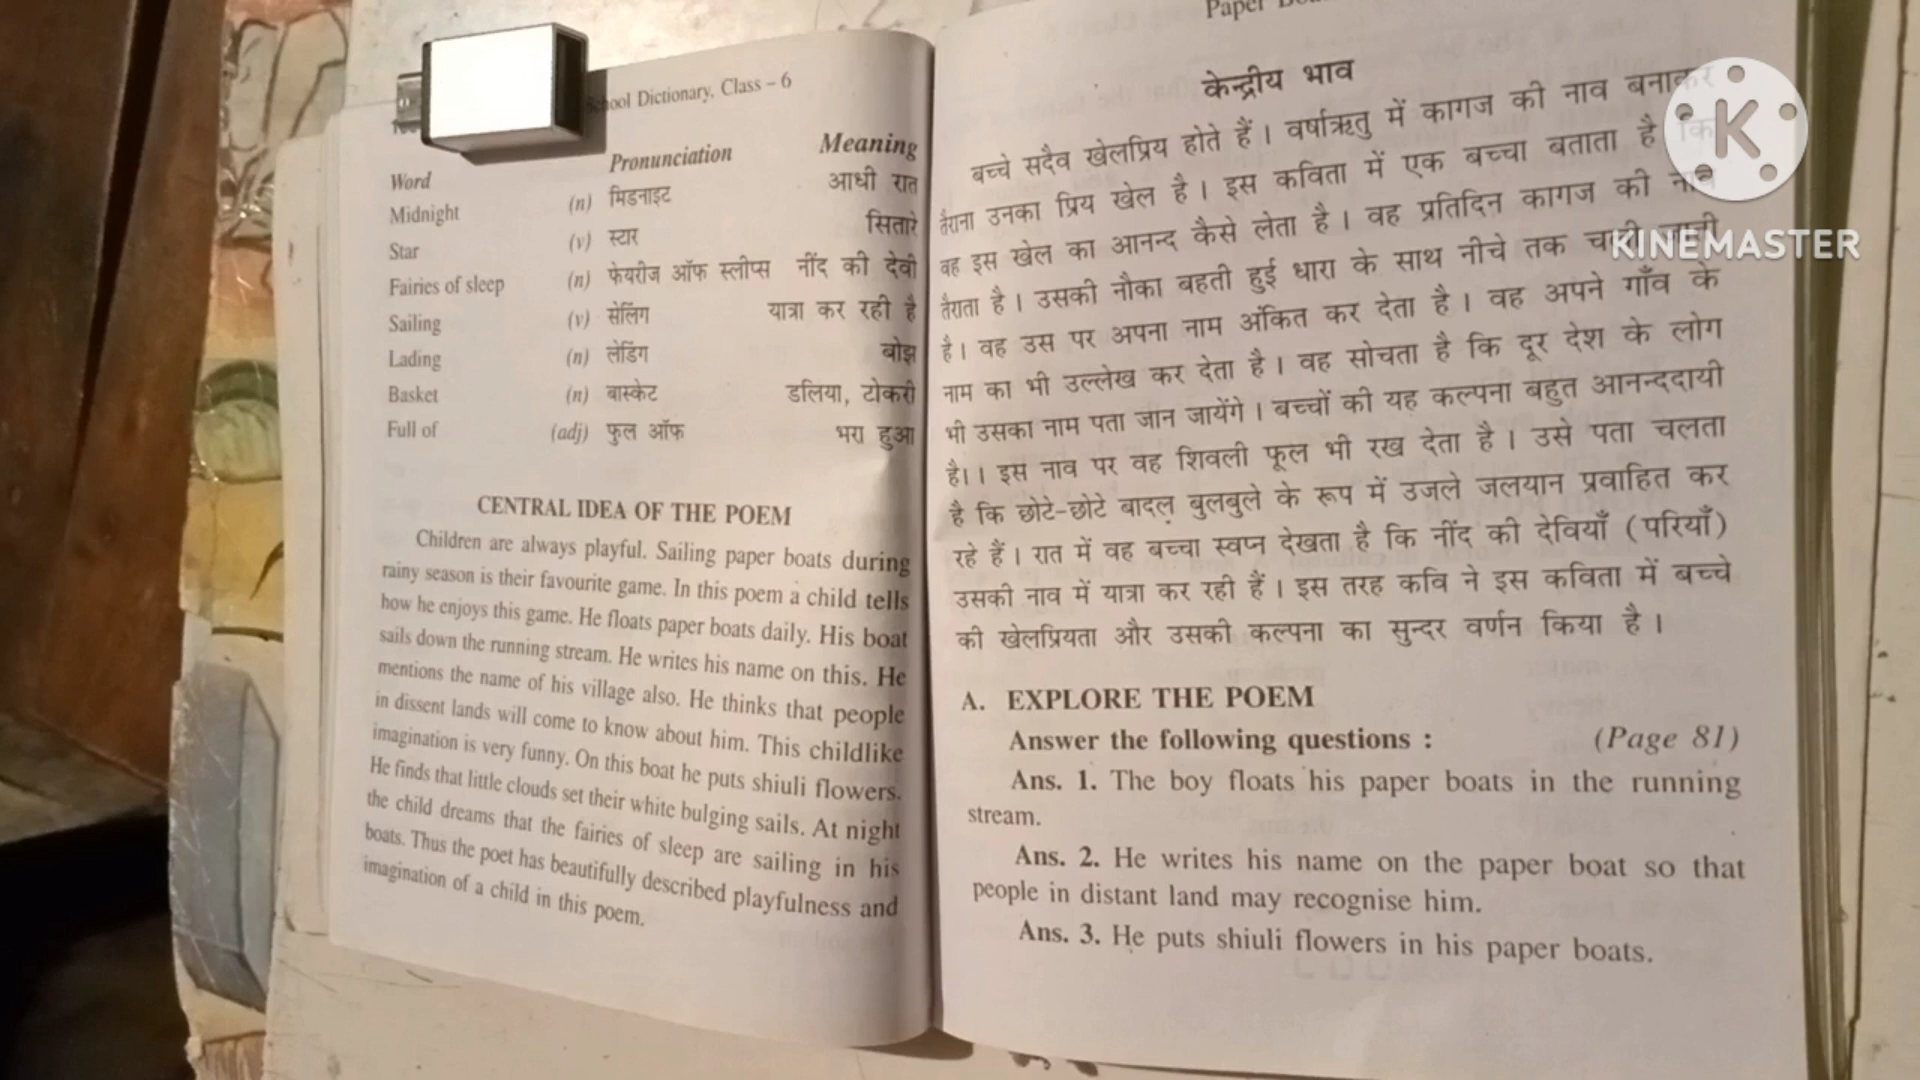 School Dictionary, Class – 6
Word Pronunciation Meaning
Midnight (n) मिडनाइट आधी रात
Star (v) स्टार सितारे
Fairies of sleep (n) फेयरीज ऑफ स्लीप्स नींद की देवी
Sailing (v) सेलिंग यात्रा कर रही है
Lading (n) लेडिंग बोझ
Basket (n) बास्केट डलिया, टोकरी
Full of (adj) फुल ऑफ भरा हुआ
CENTRAL IDEA OF THE POEM
Children are always playful. Sailing paper boats during
rainy season is their favourite game. In this poem a child tells
how he enjoys this game. He floats paper boats daily. His boat
sails down the running stream. He writes his name on this. He
mentions the name of his village also. He thinks that people
in dissent lands will come to know about him. This childlike
imagination is very funny. On this boat he puts shiuli flowers.
He finds that little clouds set their white bulging sails. At night
the child dreams that the fairies of sleep are sailing in his
boats. Thus the poet has beautifully described playfulness and
imagination of a child in this poem.
Paper
केन्द्रीय भाव
बच्चे सदैव खेलप्रिय होते हैं। वर्षाऋतु में कागज की नाव बनाकर
तैराना उनका प्रिय खेल है। इस कविता में एक बच्चा बताता है कि
वह इस खेल का आनन्द कैसे लेता है। वह प्रतिदिन कागज की नाव
तैराता है। उसकी नौका बहती हुई धारा के साथ नीचे तक चली जाती
है। वह उस पर अपना नाम अंकित कर देता है। वह अपने गाँव के
नाम का भी उल्लेख कर देता है। वह सोचता है कि दूर देश के लोग
भी उसका नाम पता जान जायेंगे। बच्चों की यह कल्पना बहुत आनन्ददायी
है।। इस नाव पर वह शिवली फूल भी रख देता है। उसे पता चलता
है कि छोटे-छोटे बादल बुलबुले के रूप में उजले जलयान प्रवाहित कर
रहे हैं। रात में वह बच्चा स्वप्न देखता है कि नींद की देवियाँ (परियाँ)
उसकी नाव में यात्रा कर रही हैं। इस तरह कवि ने इस कविता में बच्चे
की खेलप्रियता और उसकी कल्पना का सुन्दर वर्णन किया है।
A. EXPLORE THE POEM
Answer the following questions : (Page 81)
Ans. 1. The boy floats his paper boats in the running
stream.
Ans. 2. He writes his name on the paper boat so that
people in distant land may recognise him.
Ans. 3. He puts shiuli flowers in his paper boats.
K
KINEMASTER